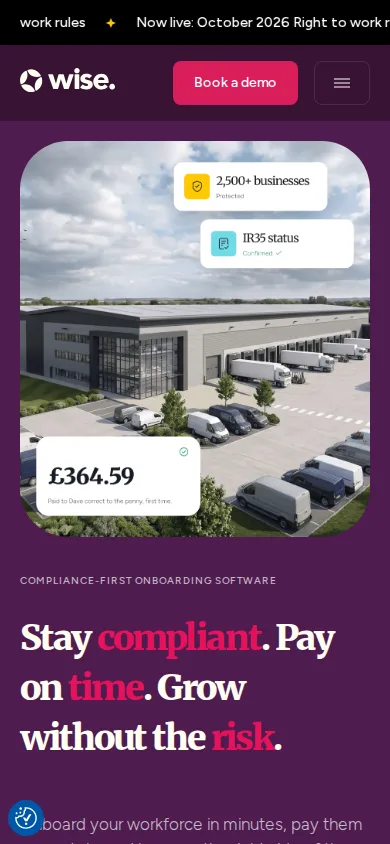 work rules ✦ Now live: October 2026 Right to work r
wise.
Book a demo
2,500+ businesses
Protected
IR35 status
Confirmed ✓
£364.59
Paid to Dave correct to the penny, first time.
COMPLIANCE-FIRST ONBOARDING SOFTWARE
Stay compliant. Pay
on time. Grow
without the risk.
board your workforce in minutes, pay them